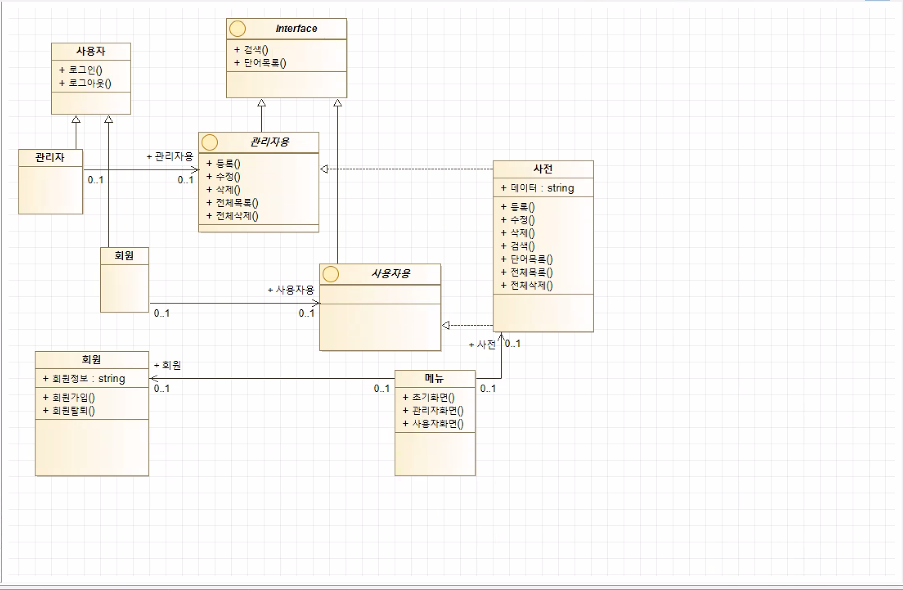 Interface
+ 검색()
+ 단어목록()
사용자
+ 로그인()
+ 로그아웃()
관리자용
+ 등록()
+ 수정()
+ 삭제()
+ 전체목록()
+ 전체삭제()
관리자
+ 관리자용
0..1
0..1
사전
+ 데이터 : string
+ 등록()
+ 수정()
+ 삭제()
+ 검색()
+ 단어목록()
+ 전체목록()
+ 전체삭제()
회원
사용자용
+ 사용자용
0..1
0..1
+ 사전
0..1
회원
+ 회원정보 : string
+ 회원가입()
+ 회원탈퇴()
+ 회원
0..1
0..1
메뉴
+ 초기화면()
+ 관리자화면()
+ 사용자화면()
0..1